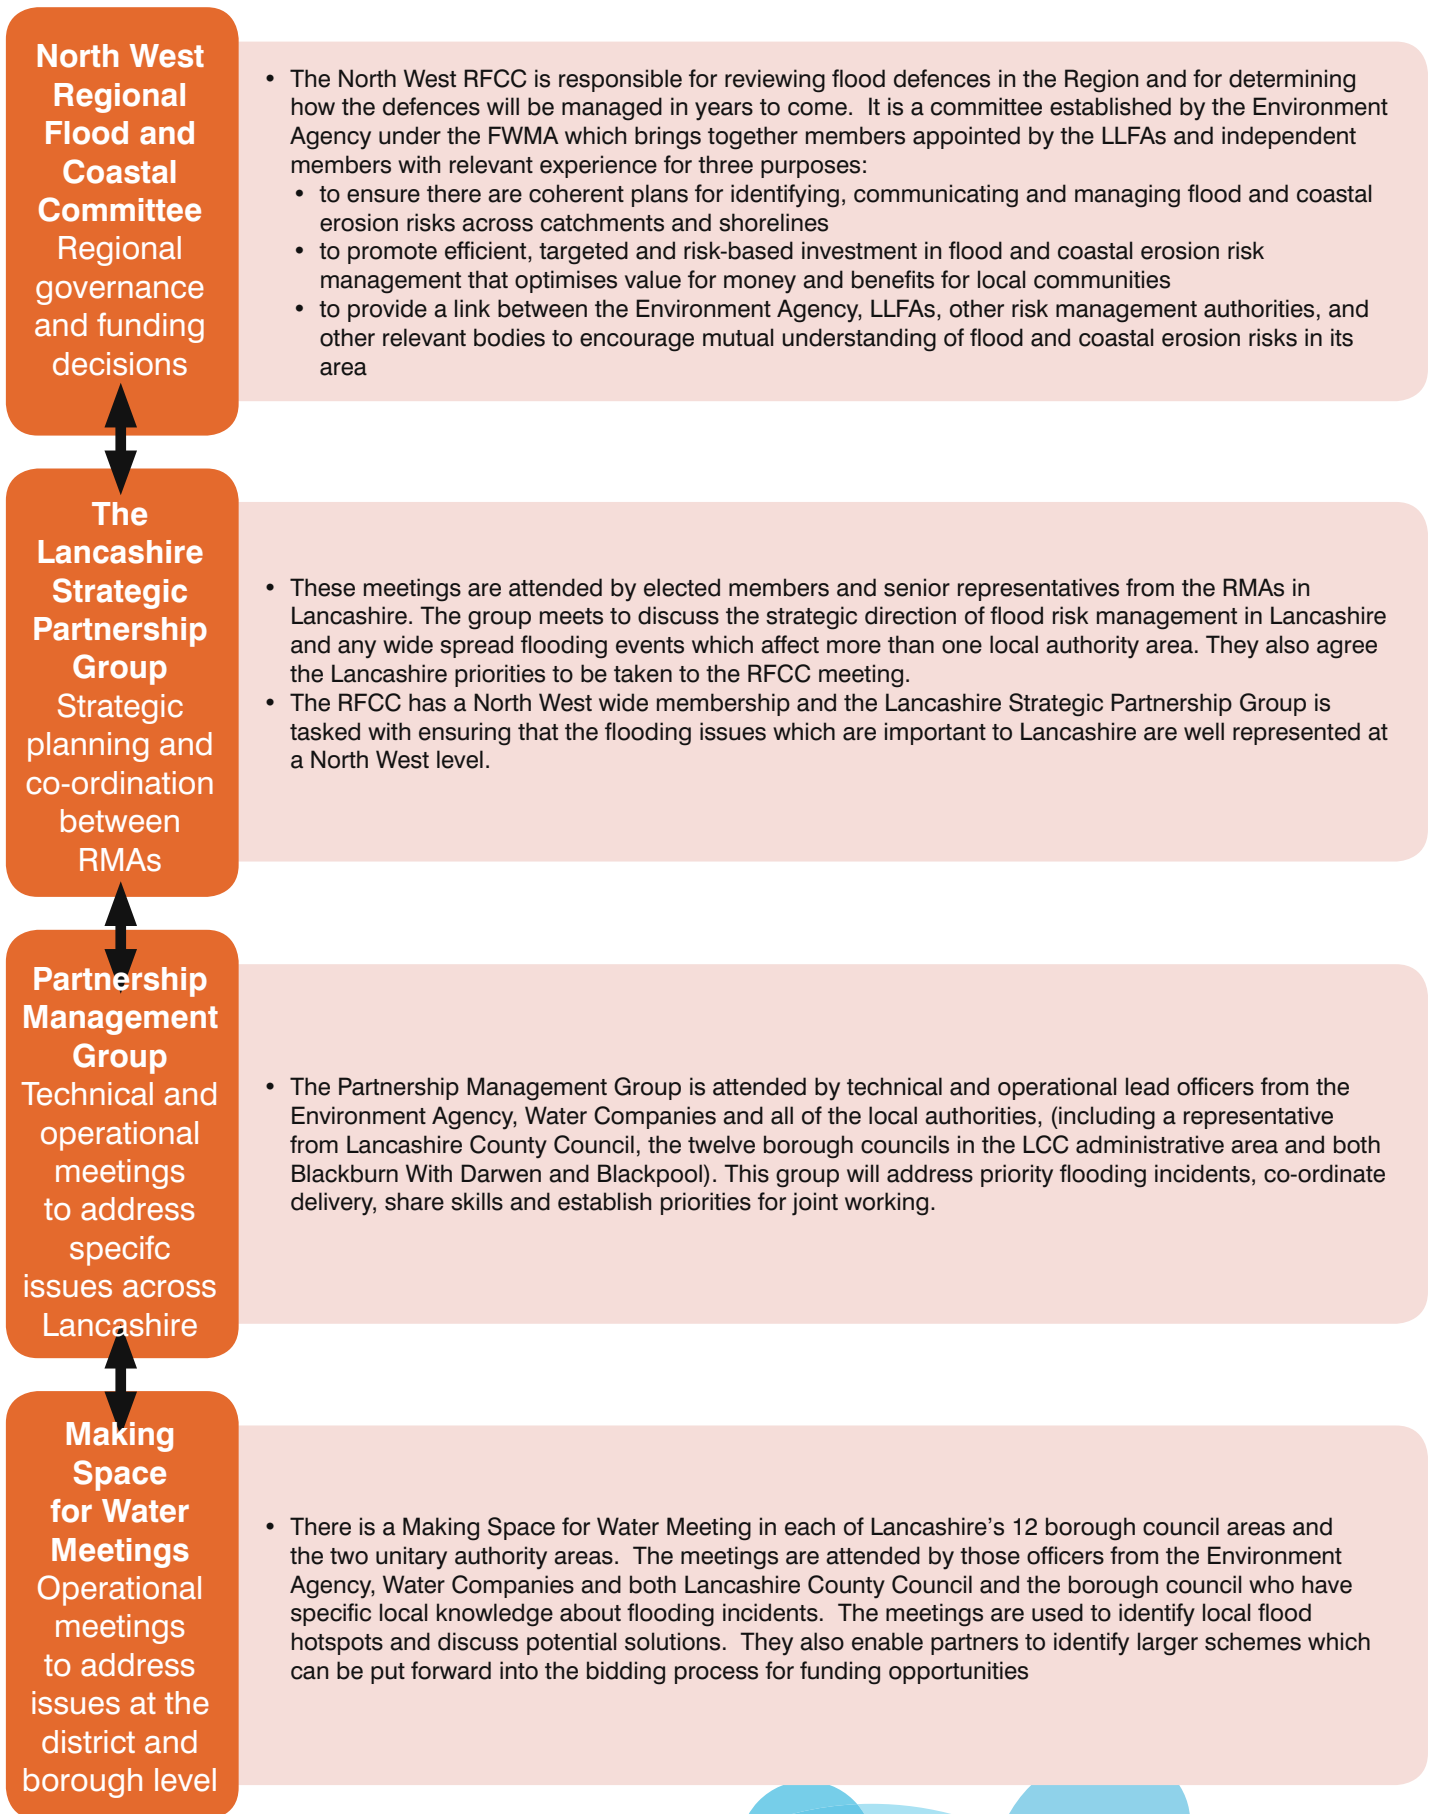 North West
Regional
Flood and
Coastal
Committee
Regional
governance
and funding
decisions
• The North West RFCC is responsible for reviewing flood defences in the Region and for determining
how the defences will be managed in years to come.  It is a committee established by the Environment
Agency under the FWMA which brings together members appointed by the LLFAs and independent
members with relevant experience for three purposes:
• to ensure there are coherent plans for identifying, communicating and managing flood and coastal
erosion risks across catchments and shorelines
• to promote efficient, targeted and risk-based investment in flood and coastal erosion risk
management that optimises value for money and benefits for local communities
• to provide a link between the Environment Agency, LLFAs, other risk management authorities, and
other relevant bodies to encourage mutual understanding of flood and coastal erosion risks in its
area
The
Lancashire
Strategic
Partnership
Group
Strategic
planning and
co-ordination
between
RMAs
• These meetings are attended by elected members and senior representatives from the RMAs in
Lancashire. The group meets to discuss the strategic direction of flood risk management in Lancashire
and any wide spread flooding events which affect more than one local authority area. They also agree
the Lancashire priorities to be taken to the RFCC meeting.
• The RFCC has a North West wide membership and the Lancashire Strategic Partnership Group is
tasked with ensuring that the flooding issues which are important to Lancashire are well represented at
a North West level.
Partnership
Management
Group
Technical and
operational
meetings
to address
specifc
issues across
Lancashire
• The Partnership Management Group is attended by technical and operational lead officers from the
Environment Agency, Water Companies and all of the local authorities, (including a representative
from Lancashire County Council, the twelve borough councils in the LCC administrative area and both
Blackburn With Darwen and Blackpool). This group will address priority flooding incidents, co-ordinate
delivery, share skills and establish priorities for joint working.
Making
Space
for Water
Meetings
Operational
meetings
to address
issues at the
district and
borough level
• There is a Making Space for Water Meeting in each of Lancashire’s 12 borough council areas and
the two unitary authority areas.  The meetings are attended by those officers from the Environment
Agency, Water Companies and both Lancashire County Council and the borough council who have
specific local knowledge about flooding incidents.  The meetings are used to identify local flood
hotspots and discuss potential solutions.  They also enable partners to identify larger schemes which
can be put forward into the bidding process for funding opportunities